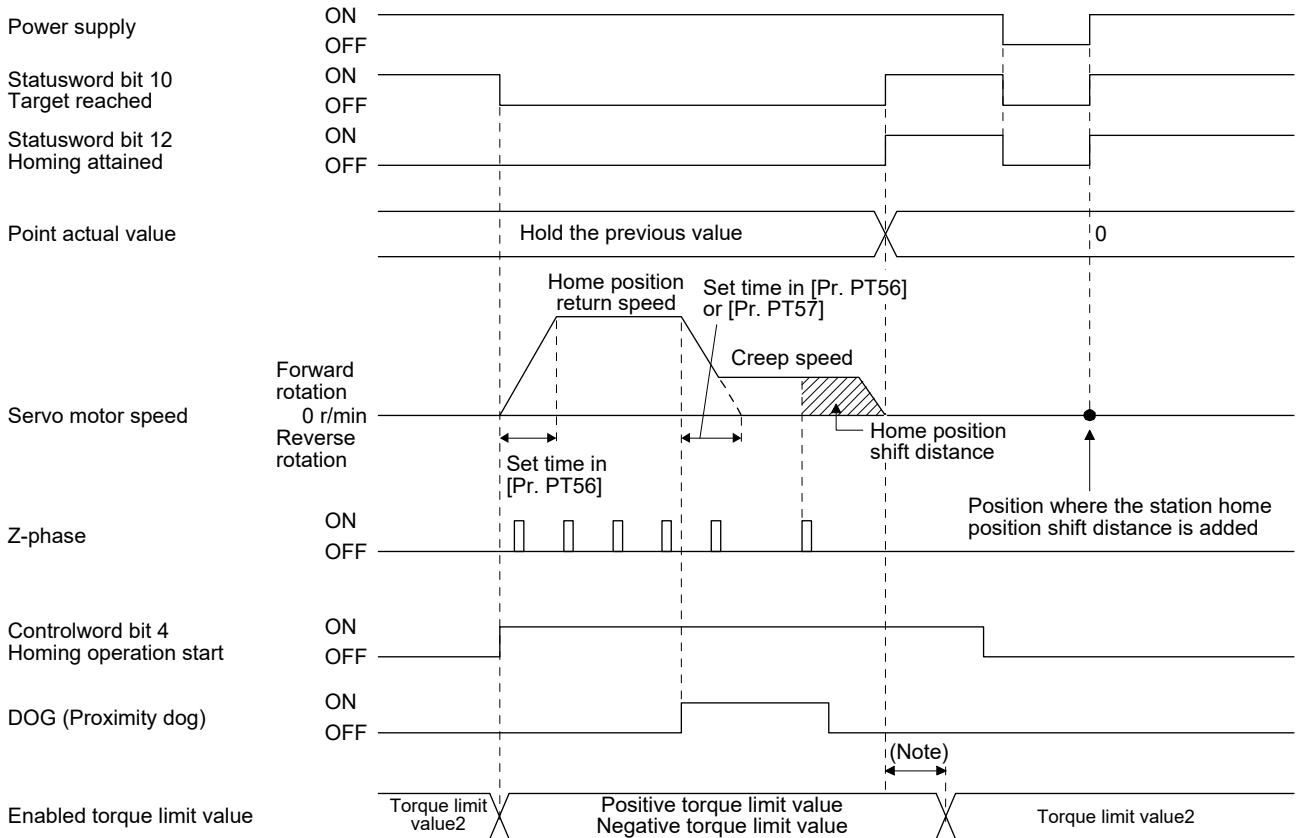 Power supply
ON
OFF
Statusword bit 10
Target reached
ON
OFF
Statusword bit 12
Homing attained
ON
OFF
Point actual value
Hold the previous value
0
Home position
return speed
Set time in [Pr. PT56]
or [Pr. PT57]
Creep speed
Servo motor speed
Forward
rotation
0 r/min
Reverse
rotation
Set time in
[Pr. PT56]
Home position
shift distance
Position where the station home
position shift distance is added
Z-phase
ON
OFF
Controlword bit 4
Homing operation start
ON
OFF
DOG (Proximity dog)
ON
OFF
(Note)
Enabled torque limit value
Torque limit
value2
Positive torque limit value
Negative torque limit value
Torque limit value2